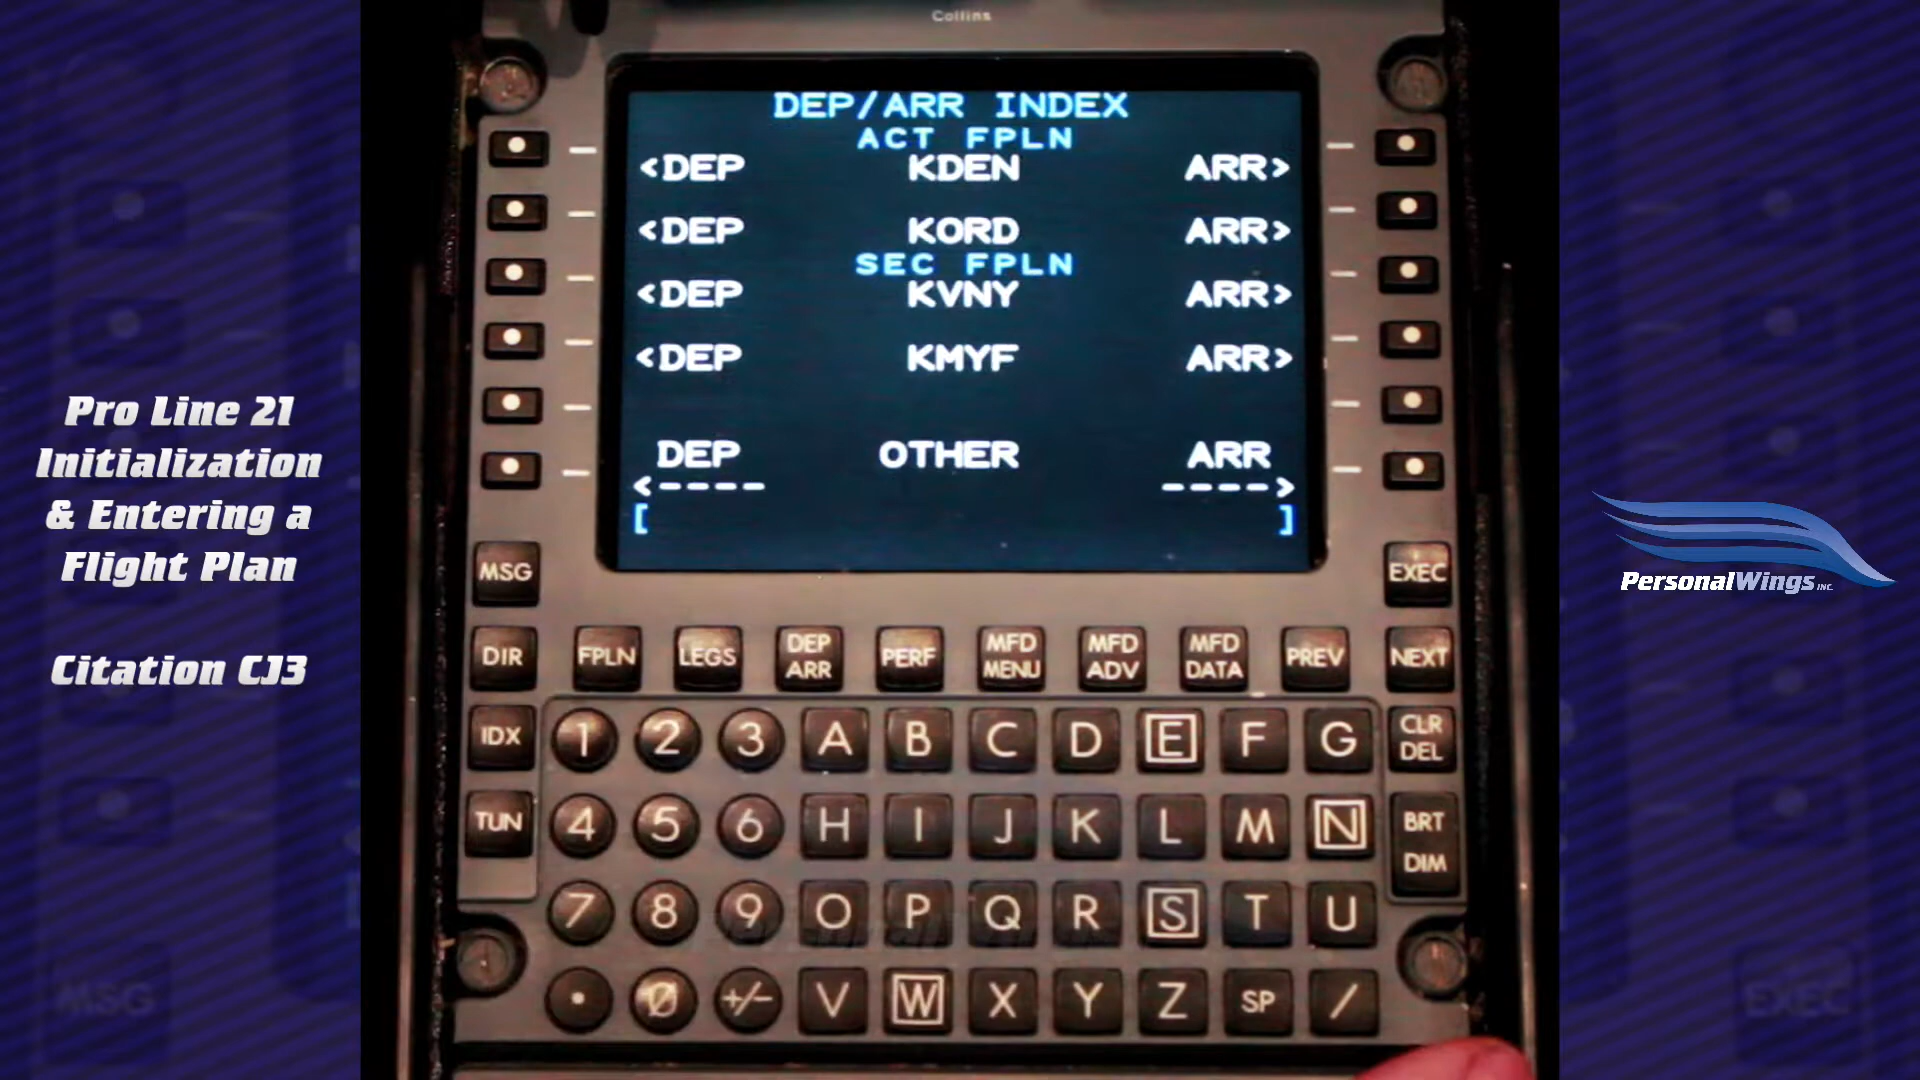 Collins
DEP/ARR INDEX
ACT FPLN
<DEP KDEN ARR>
<DEP KORD ARR>
SEC FPLN
<DEP KVNY ARR>
<DEP KMYF ARR>
DEP OTHER ARR
<---- ---->
[ ]
Pro Line 21
Initialization
& Entering a
Flight Plan
Citation CJ3
PersonalWings INC.
MSG EXEC
DIR FPLN LEGS DEP ARR PERF MFD MENU MFD ADV MFD DATA PREV NEXT
IDX 1 2 3 A B C D E F G CLR DEL
TUN 4 5 6 H I J K L M N BRT DIM
7 8 9 O P Q R S T U
. 0 +/- V W X Y Z SP /
MSG EXEC